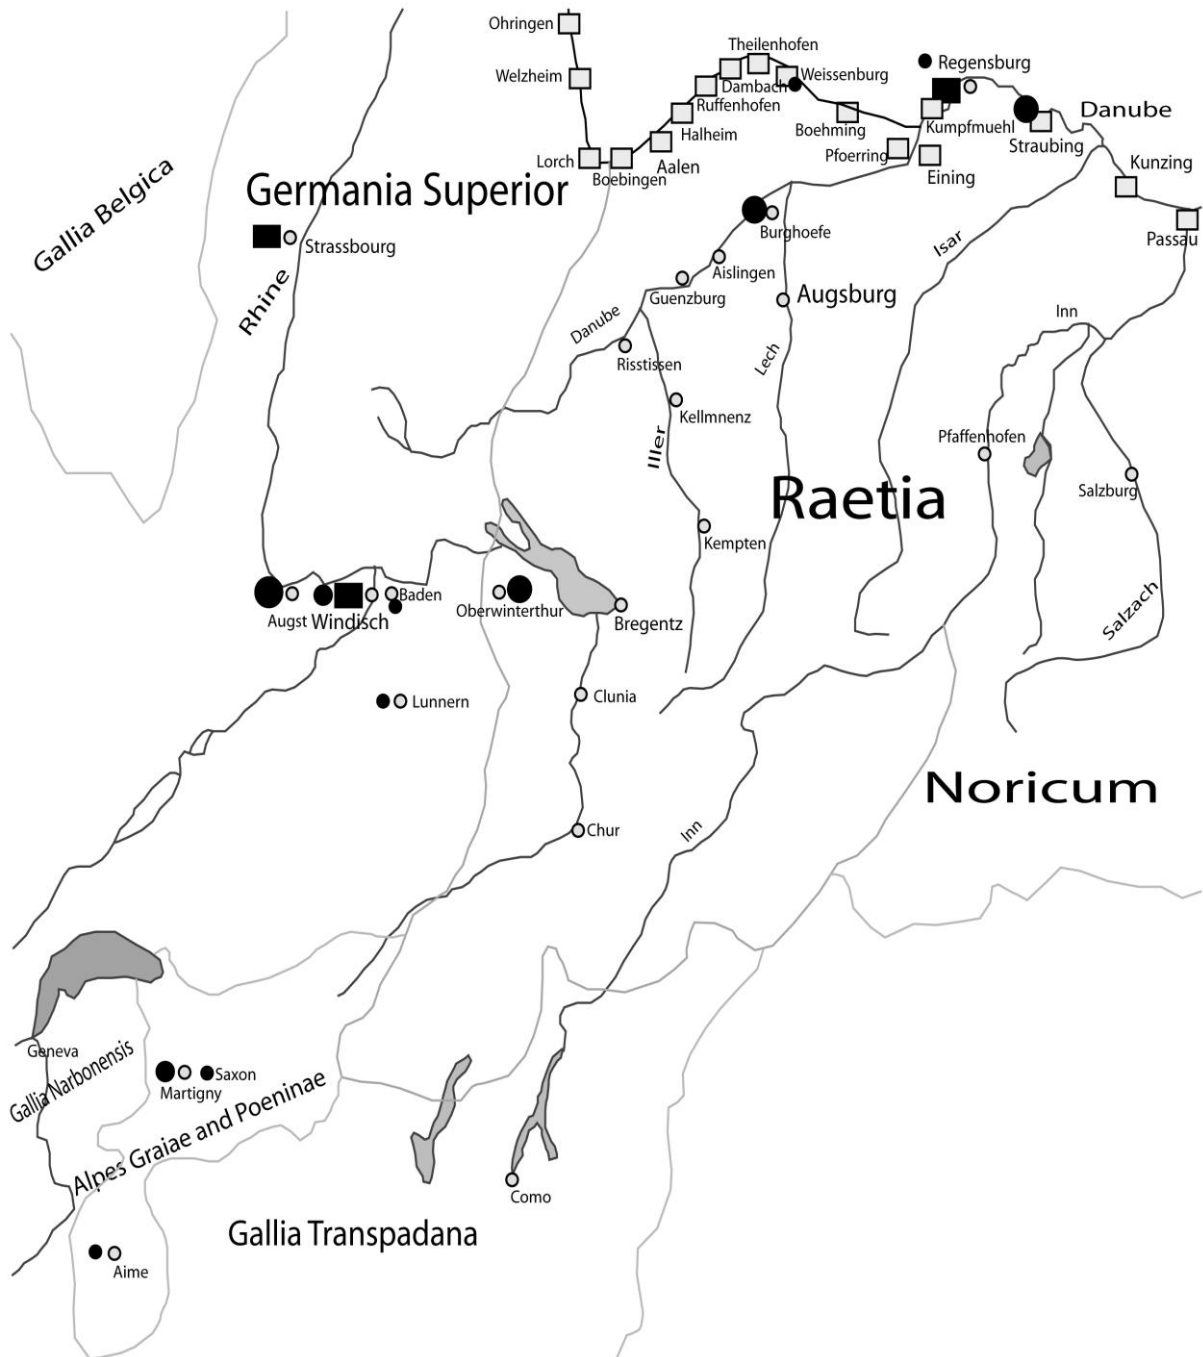 Ohringen
Theilenhofen
Regensburg
Welzheim
Weissenburg
Dambach
Ruffenhofen
Danube
Halheim
Boehming
Kumpfmuehl
Straubing
Lorch
Aalen
Pfoerring
Kunzing
Boebingen
Eining
Gallia Belgica
Germania Superior
Burghoefe
Isar
Passau
Strassbourg
Aislingen
Rhine
Guenzburg
Augsburg
Danube
Inn
Risstissen
Lech
Kellmnenz
Iller
Pfaffenhofen
Raetia
Salzburg
Kempten
Baden
Augst
Windisch
Oberwinterthur
Bregentz
Salzach
Clunia
Lunnern
Noricum
Inn
Chur
Geneva
Gallia Narbonensis
Saxon
Martigny
Alpes Graiae and Poeninae
Como
Gallia Transpadana
Aime